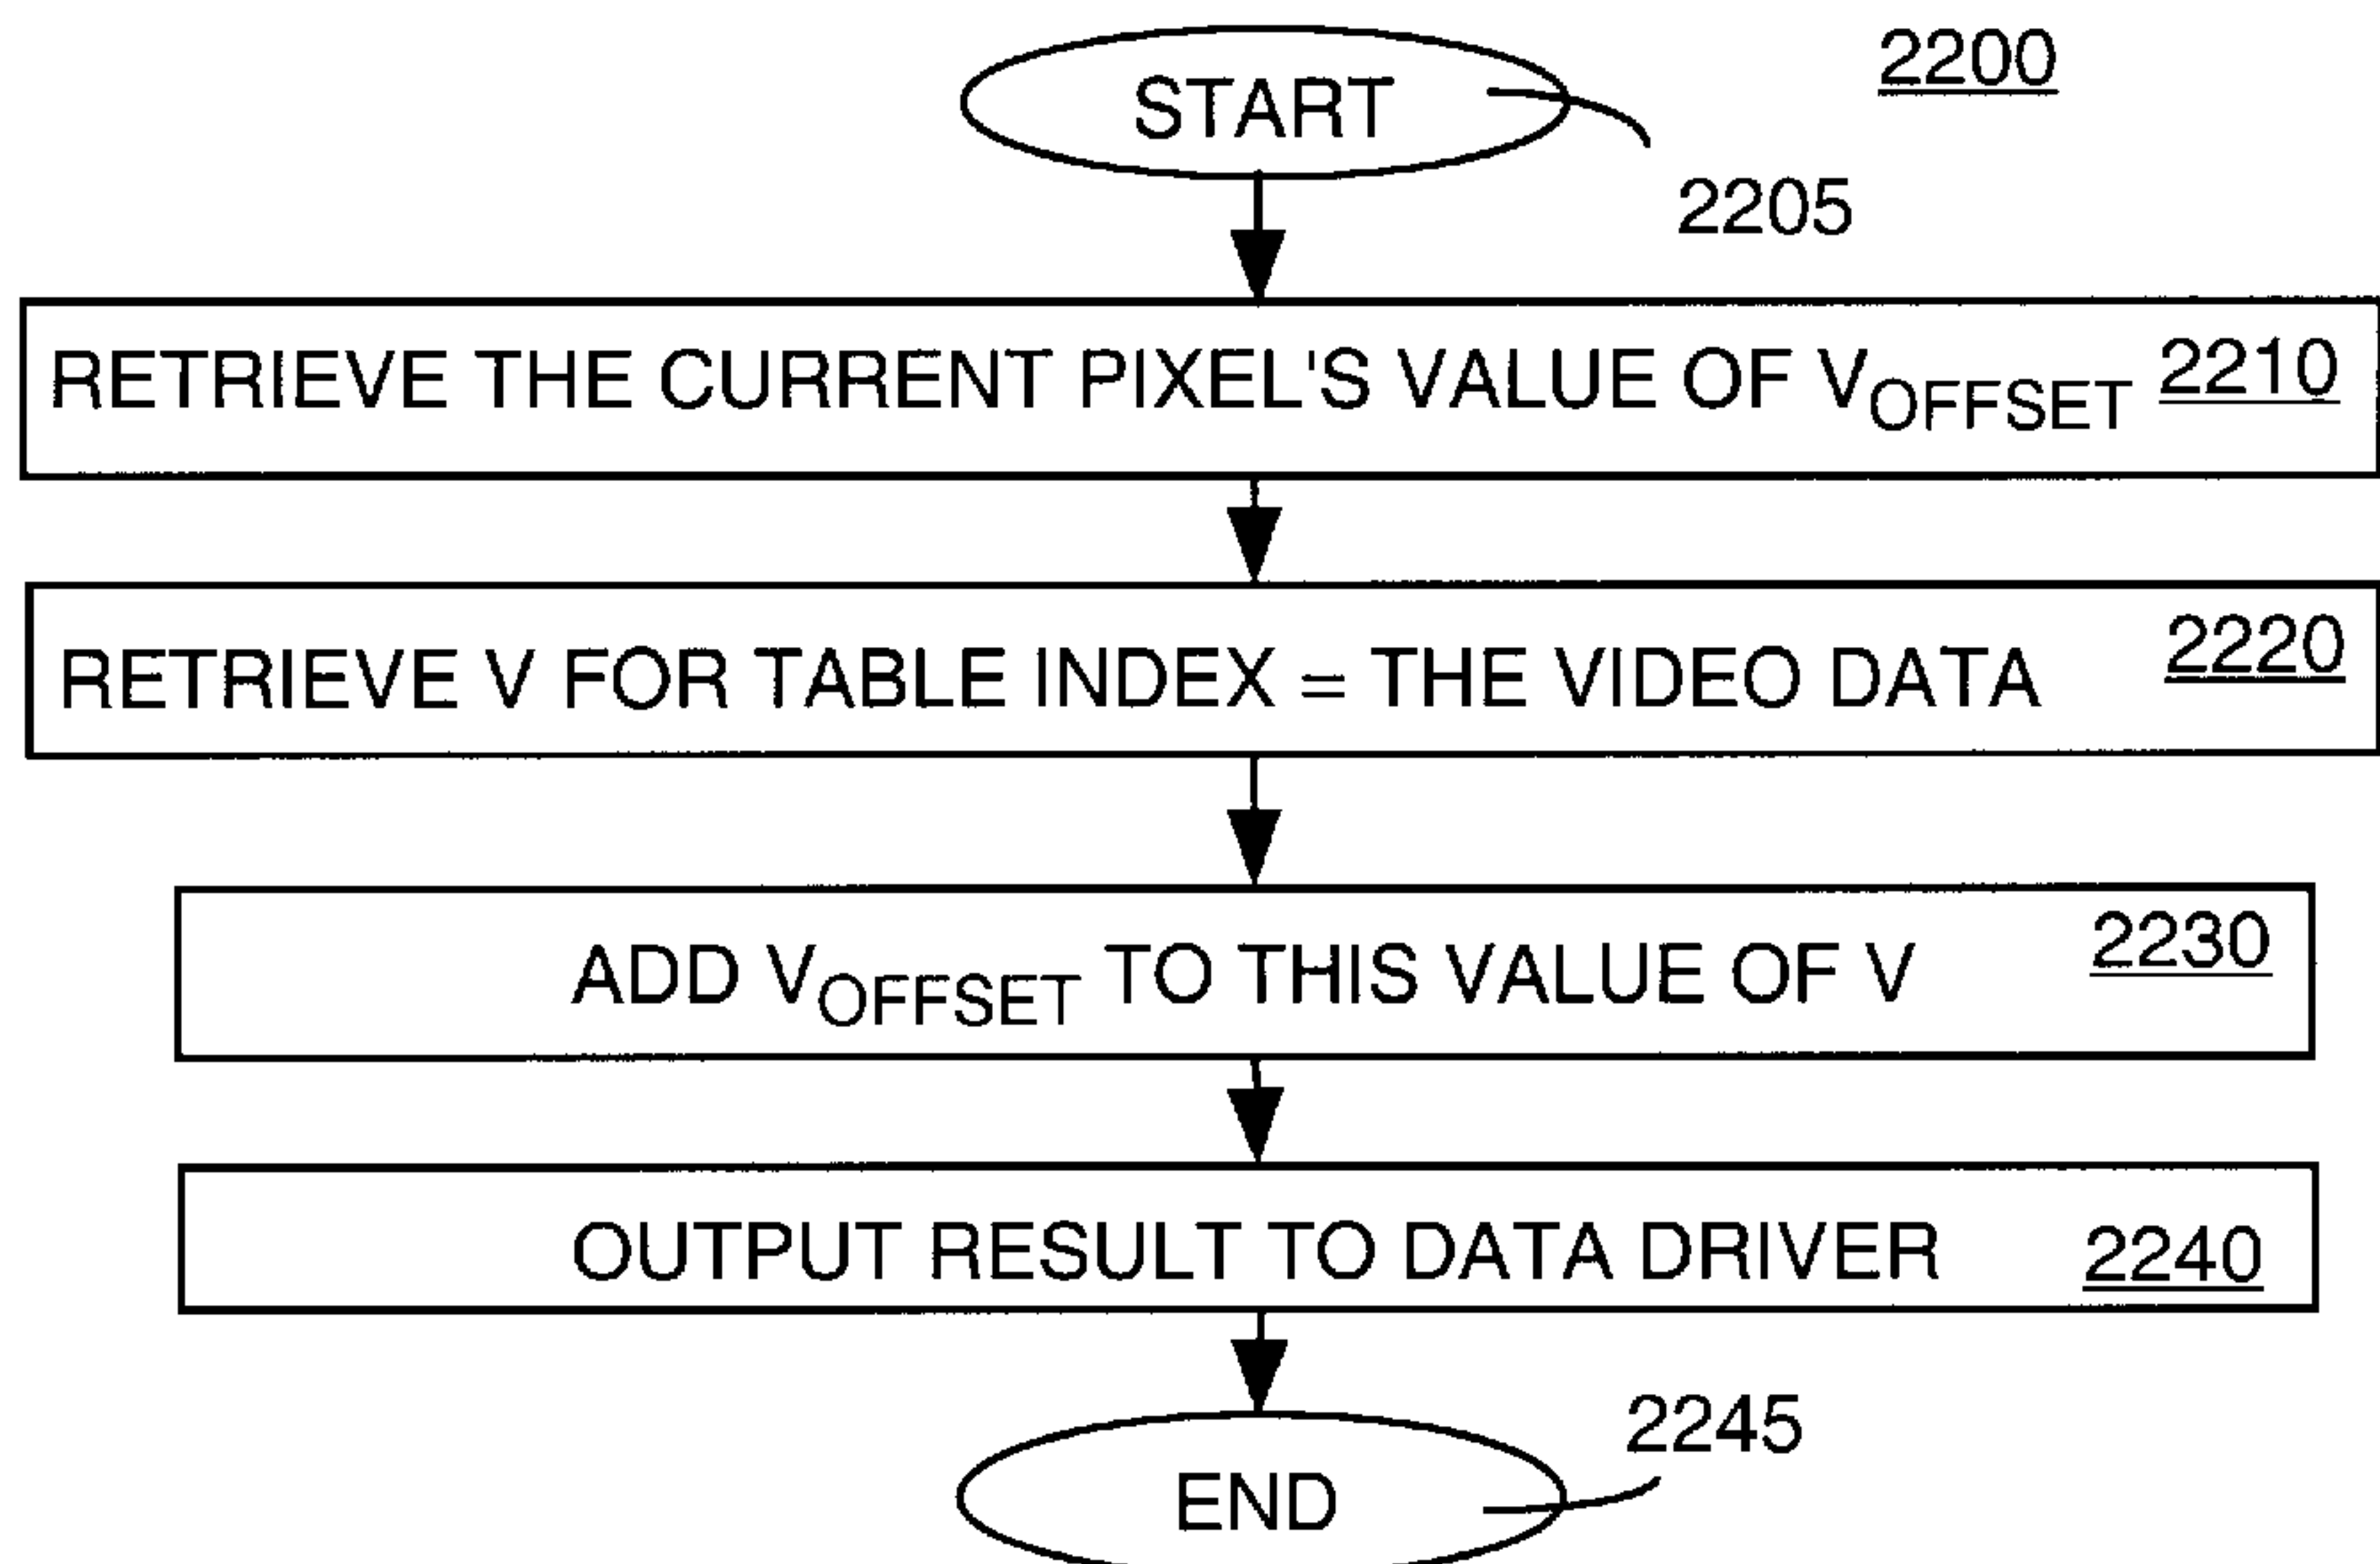 START
2200
2205
RETRIEVE THE CURRENT PIXEL'S VALUE OF VOFFSET 2210
RETRIEVE V FOR TABLE INDEX = THE VIDEO DATA 2220
ADD VOFFSET TO THIS VALUE OF V 2230
OUTPUT RESULT TO DATA DRIVER 2240
2245
END